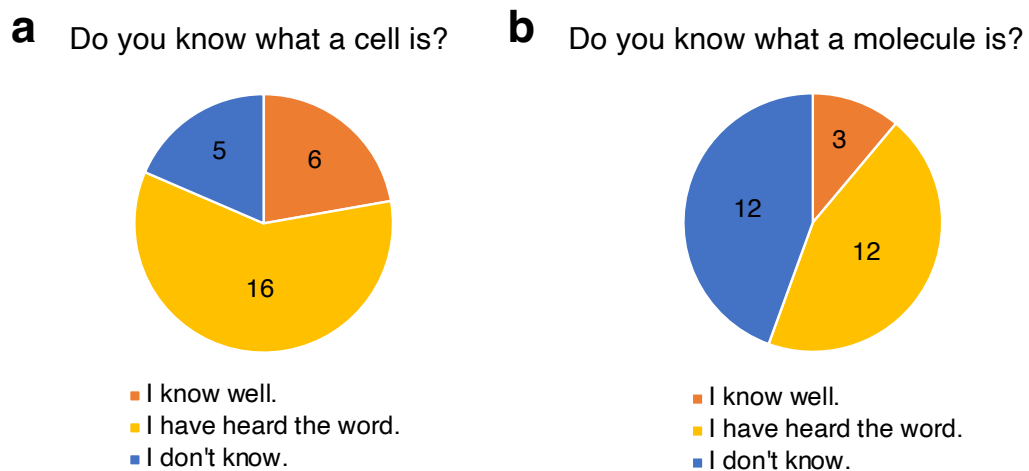 a
Do you know what a cell is?
5
6
16
I know well.
I have heard the word.
I don't know.
b
Do you know what a molecule is?
3
12
12
I know well.
I have heard the word.
I don't know.